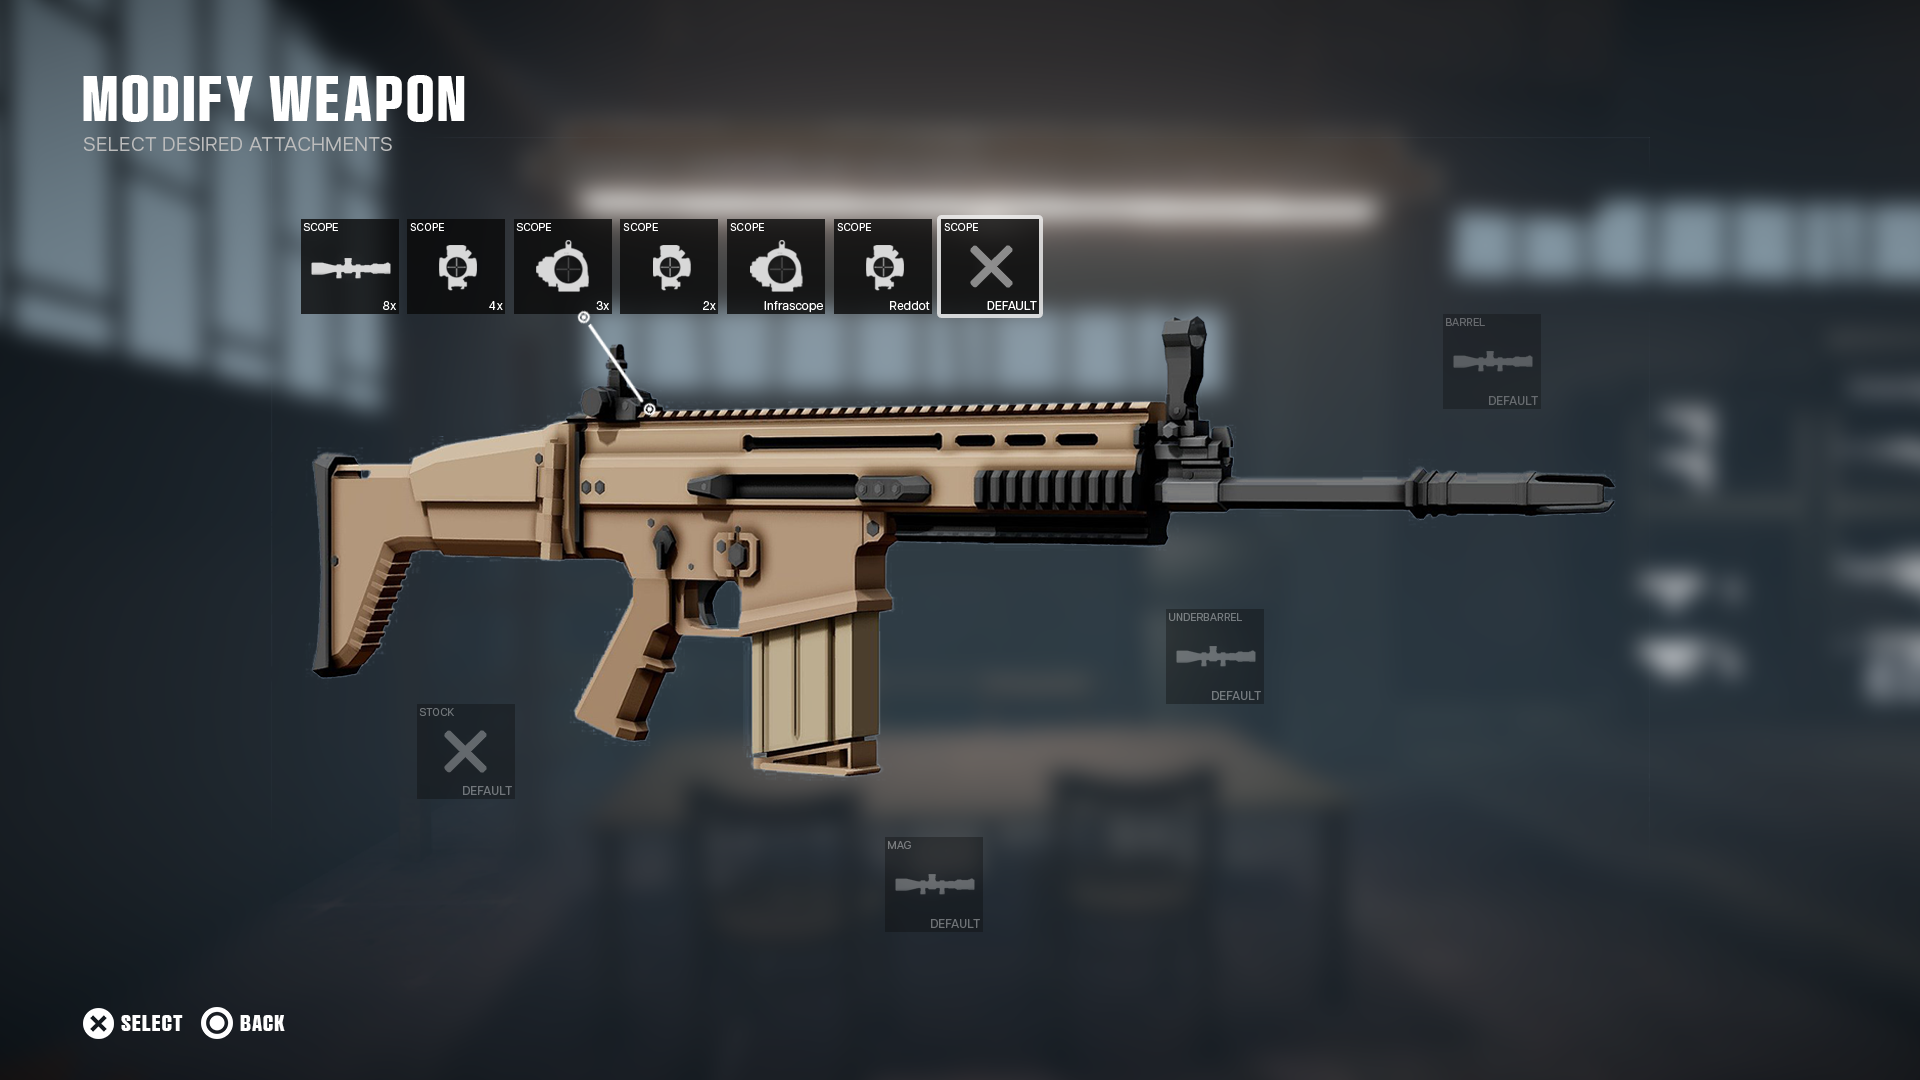 MODIFY WEAPON
SELECT DESIRED ATTACHMENTS
SCOPE
8x
SCOPE
4x
SCOPE
3x
SCOPE
2x
SCOPE
Infrascope
SCOPE
Reddot
SCOPE
DEFAULT
BARREL
DEFAULT
UNDERBARREL
DEFAULT
STOCK
DEFAULT
MAG
DEFAULT
SELECT
BACK